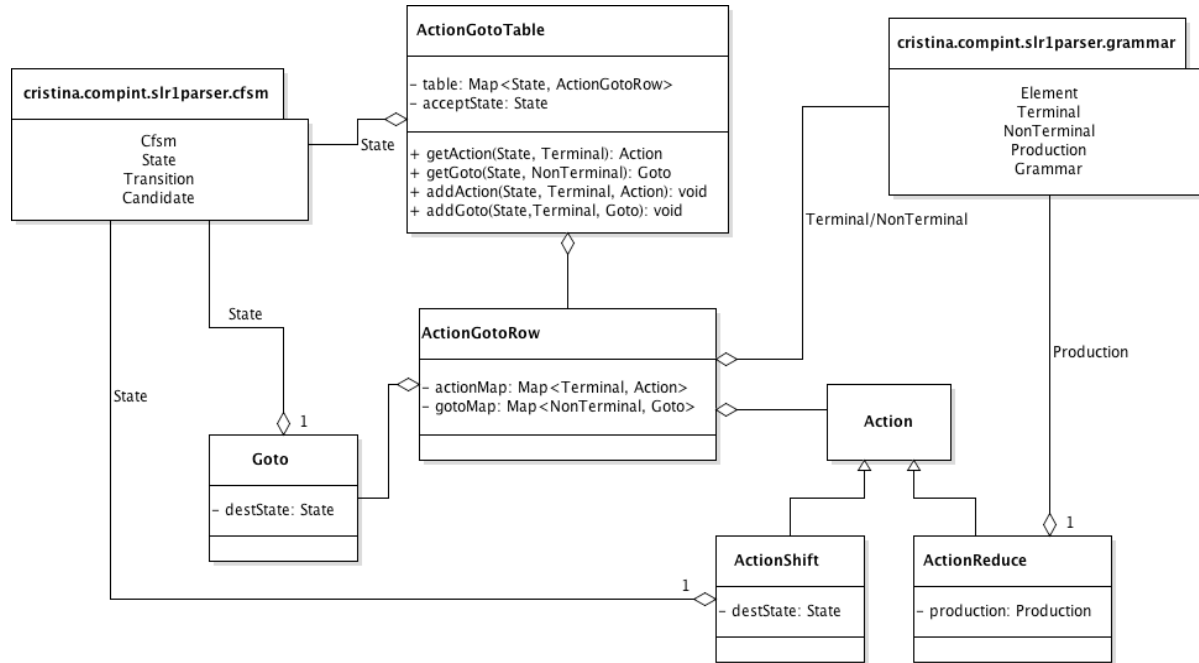 ActionGotoTable
- table: Map<State, ActionGotoRow>
- acceptState: State
+ getAction(State, Terminal): Action
+ getGoto(State, NonTerminal): Goto
+ addAction(State, Terminal, Action): void
+ addGoto(State,Terminal, Goto): void
cristina.compint.slr1parser.cfsm
Cfsm
State
Transition
Candidate
State
cristina.compint.slr1parser.grammar
Element
Terminal
NonTerminal
Production
Grammar
Terminal/NonTerminal
State
State
Production
ActionGotoRow
- actionMap: Map<Terminal, Action>
- gotoMap: Map<NonTerminal, Goto>
1
Goto
- destState: State
Action
1
ActionShift
- destState: State
1
ActionReduce
- production: Production